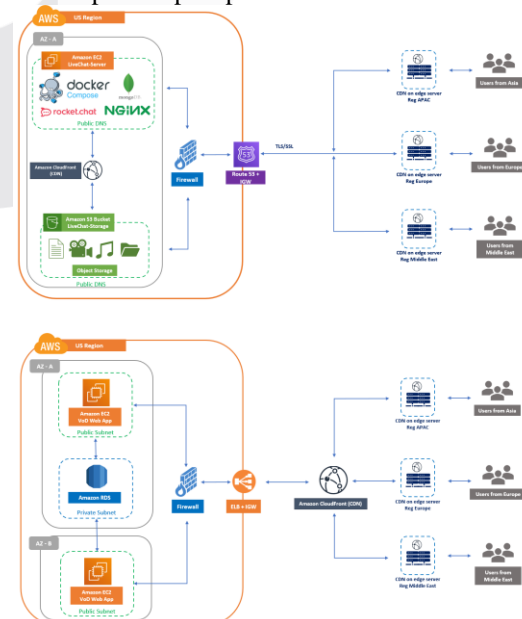 AWS
US Region
AZ - A
Amazon EC2
LiveChat-Server
docker
Compose
mongoDB
rocket.chat
NGINX
Public DNS
Amazon CloudFront
(CDN)
Amazon S3 Bucket
LiveChat-Storage
Object Storage
Public DNS
Firewall
53
Route 53 +
IGW
TLS/SSL
CDN on edge server
Reg APAC
Users from Asia
CDN on edge server
Reg Europe
Users from Europe
CDN on edge server
Reg Middle East
Users from
Middle East
AWS
US Region
AZ - A
Amazon EC2
VoD Web App
Public Subnet
Amazon RDS
Private Subnet
AZ - B
Amazon EC2
VoD Web App
Public Subnet
Firewall
ELB + IGW
Amazon Cloudfront (CDN)
CDN on edge server
Reg APAC
Users from Asia
CDN on edge server
Reg Europe
Users from Europe
CDN on edge server
Reg Middle East
Users from
Middle East